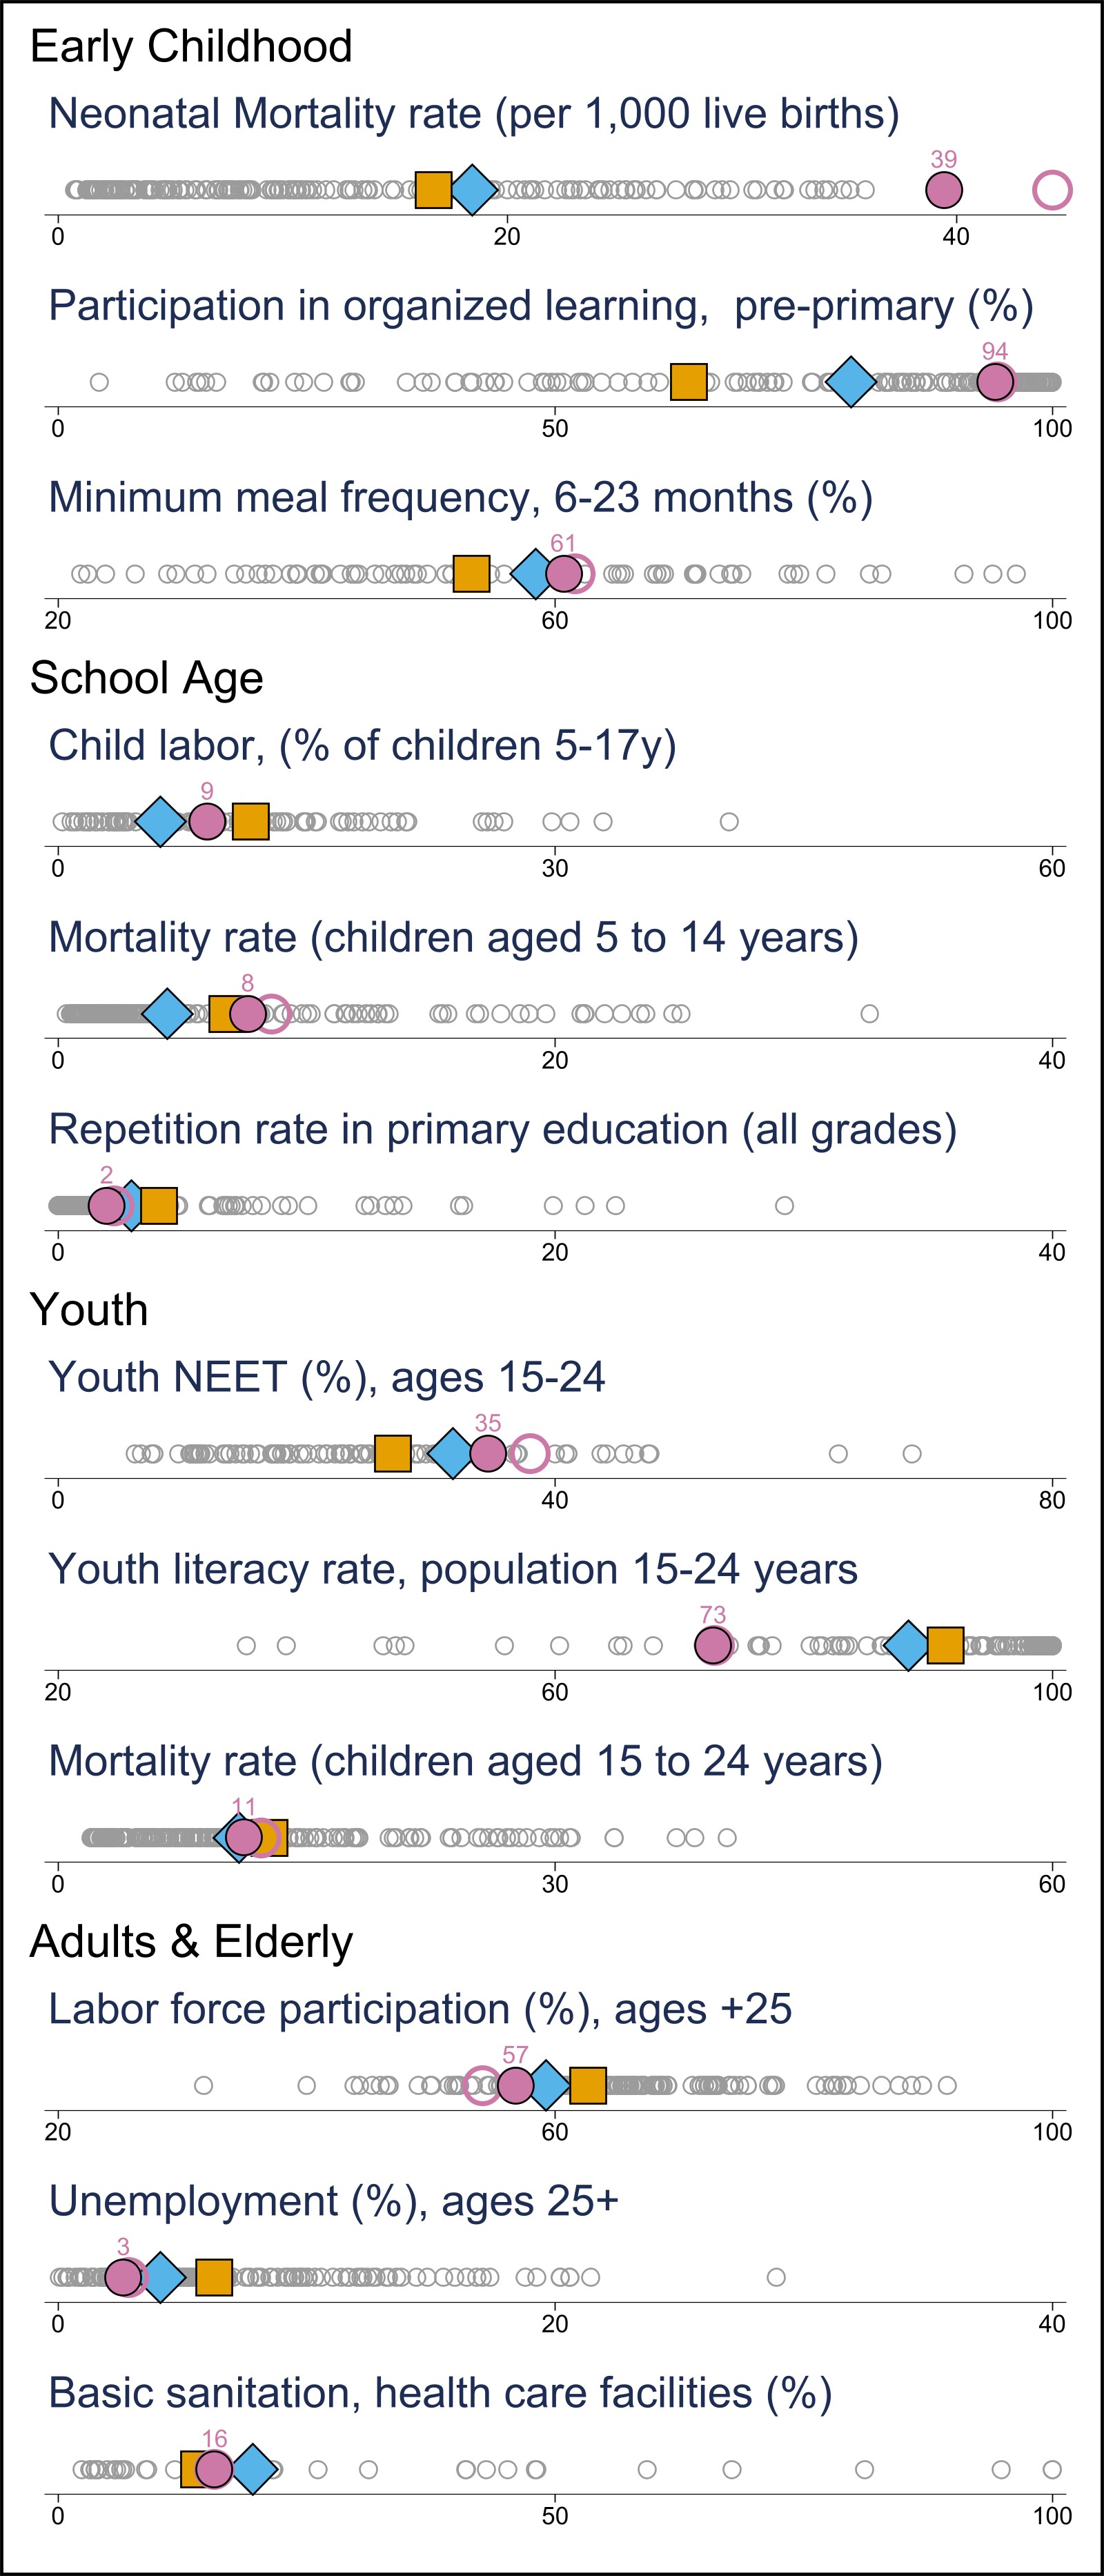 Early Childhood
Neonatal Mortality rate (per 1,000 live births)
39
0 20 40
Participation in organized learning,  pre-primary (%)
94
0 50 100
Minimum meal frequency, 6-23 months (%)
61
20 60 100
School Age
Child labor, (% of children 5-17y)
9
0 30 60
Mortality rate (children aged 5 to 14 years)
8
0 20 40
Repetition rate in primary education (all grades)
2
0 20 40
Youth
Youth NEET (%), ages 15-24
35
0 40 80
Youth literacy rate, population 15-24 years
73
20 60 100
Mortality rate (children aged 15 to 24 years)
11
0 30 60
Adults & Elderly
Labor force participation (%), ages +25
57
20 60 100
Unemployment (%), ages 25+
3
0 20 40
Basic sanitation, health care facilities (%)
16
0 50 100